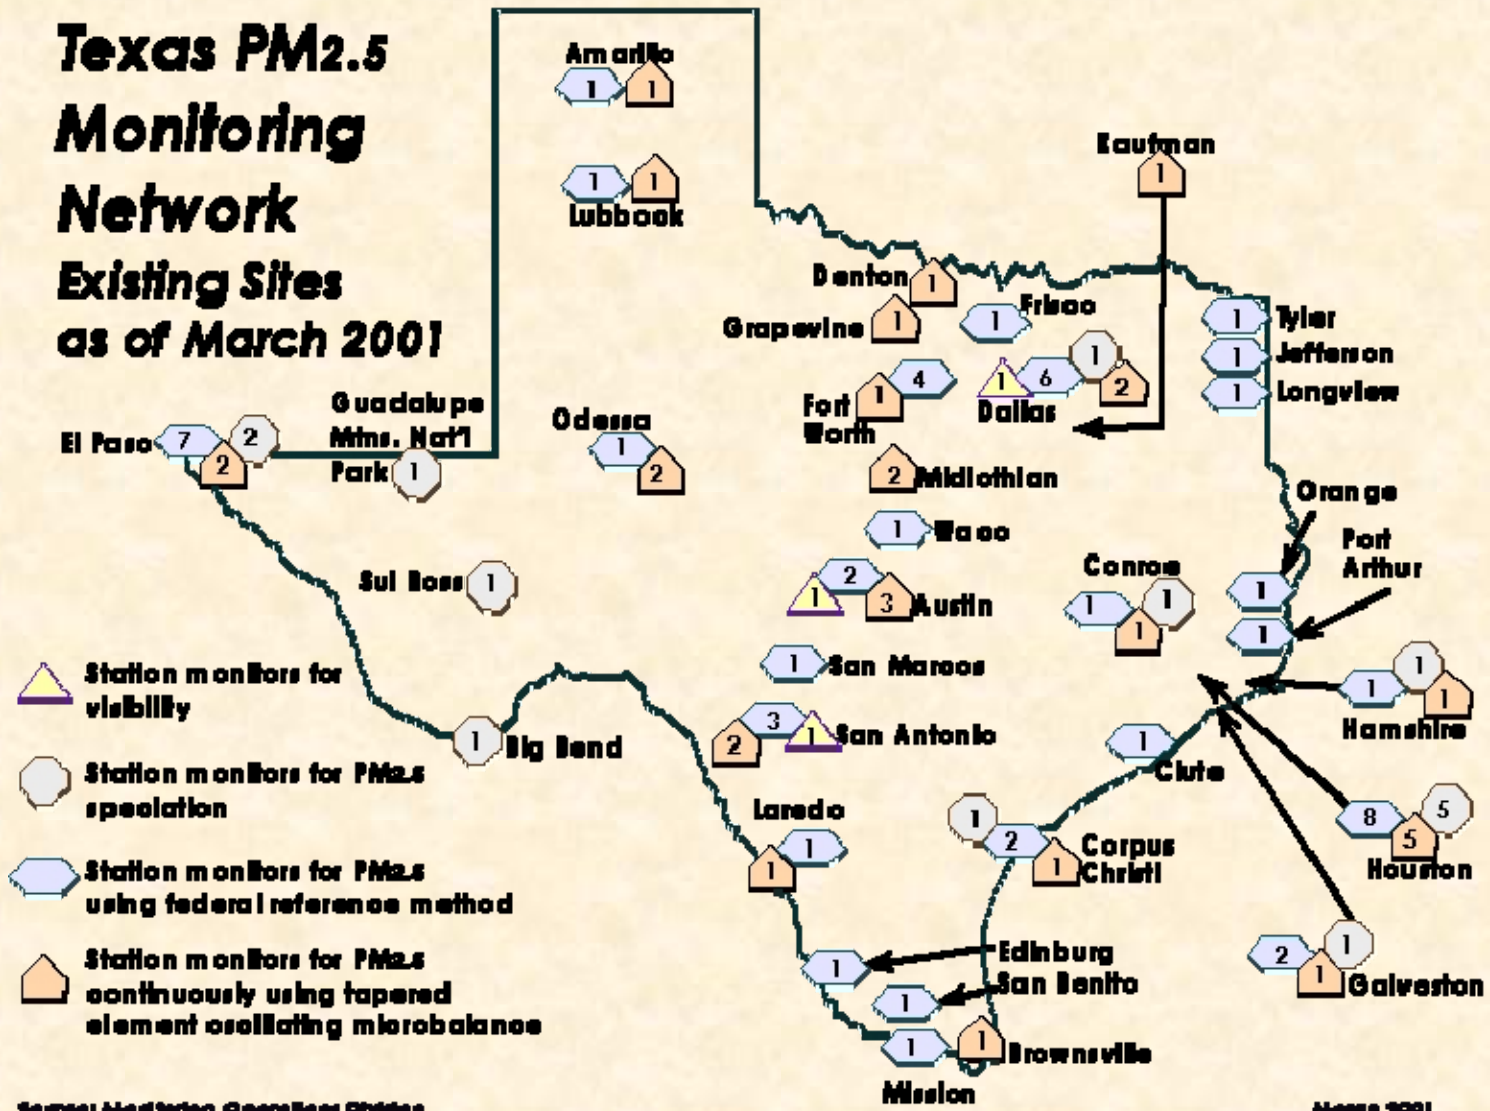 Texas PM2.5
Monitoring
Network
Existing Sites
as of March 2001
Amarillo
1 1
1 1
Lubbock
Kaufman
1
Denton 1
Grapevine 1
1 Frisco
1 Tyler
1 Jefferson
1 Longview
1 6 1 2
Dallas
1 4
Fort
Worth
2 Midlothian
1 Waco
El Paso 7 2 2
Guadalupe
Mtns. Nat'l
Park 1
Odessa
1 2
Sul Ross 1
1 2 3 Austin
Conroe
1 1 1
Orange
1
Port
Arthur
1
1 San Marcos
2 3 1 San Antonio
1 Big Bend
1 1 1
Hamshire
1
Clute
Laredo
1 1
1 2 1 Corpus
Christi
8 5 5
Houston
2 1 1 Galveston
1 Edinburg
1 San Benito
1
Mission
1 Brownsville
Station monitors for
visibility
Station monitors for PM2.5
speciation
Station monitors for PM2.5
using federal reference method
Station monitors for PM2.5
continuously using tapered
element oscillating microbalance
Source: Monitoring Operations Division
2001